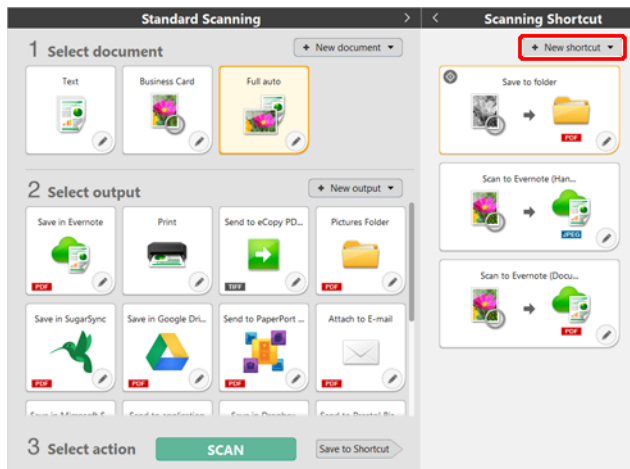 Standard Scanning >
< Scanning Shortcut
1 Select document
+ New document
+ New shortcut
Text
Business Card
Full auto
Save to folder
PDF
2 Select output
+ New output
Scan to Evernote (Han...
JPEG
Save in Evernote
Print
Send to eCopy PD...
Pictures Folder
PDF
TIFF
PDF
Scan to Evernote (Docu...
PDF
Save in SugarSync
Save in Google Dri...
Send to PaperPort ...
Attach to E-mail
PDF
PDF
PDF
PDF
3 Select action
SCAN
Save to Shortcut